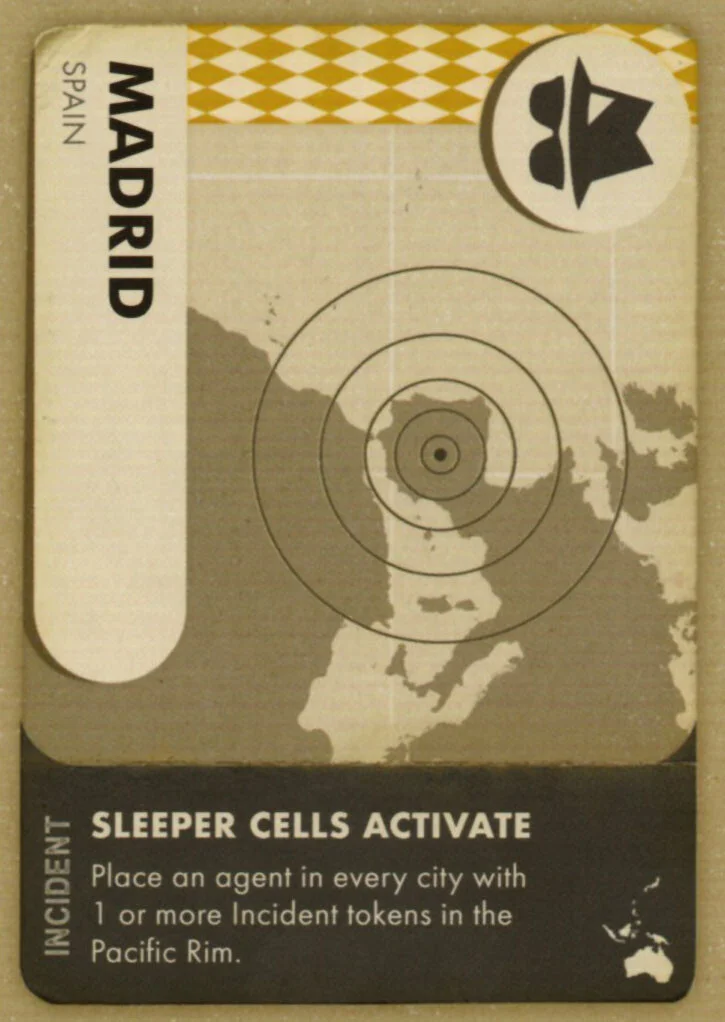 MADRID
SPAIN
INCIDENT
SLEEPER CELLS ACTIVATE
Place an agent in every city with
1 or more Incident tokens in the
Pacific Rim.